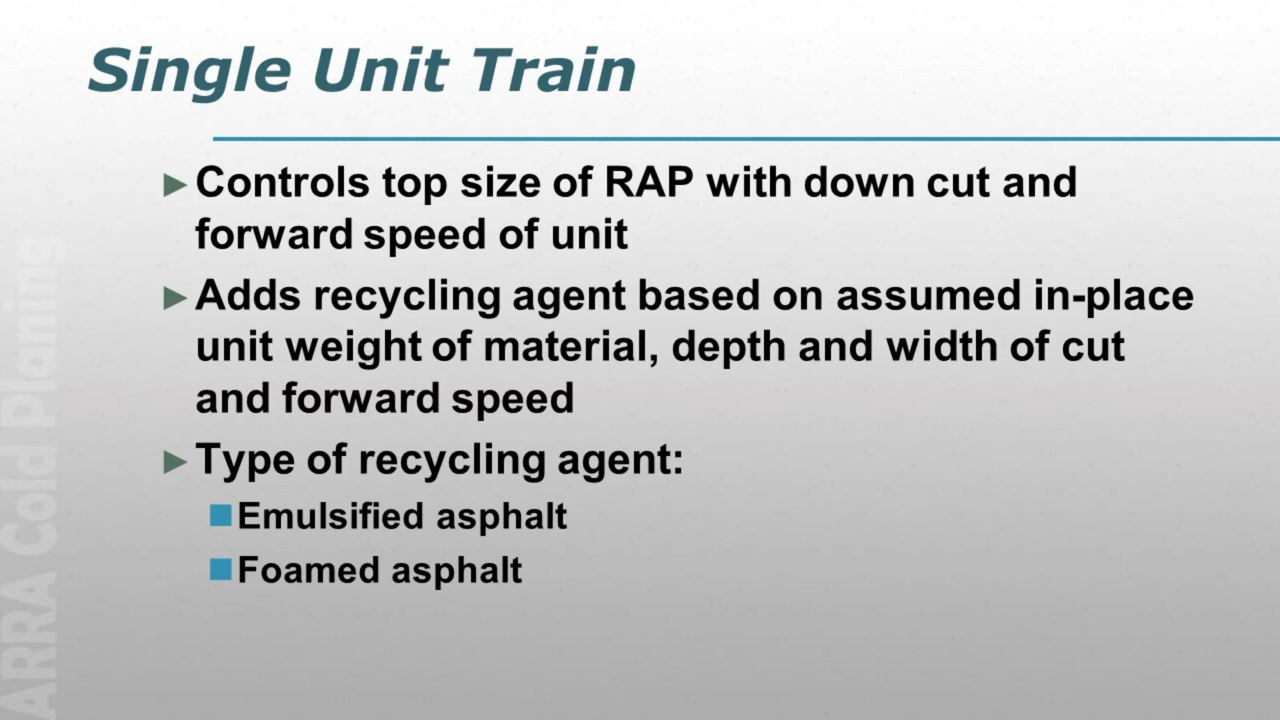 Single Unit Train
►Controls top size of RAP with down cut and
forward speed of unit
►Adds recycling agent based on assumed in-place
unit weight of material, depth and width of cut
and forward speed
►Type of recycling agent:
■Emulsified asphalt
■Foamed asphalt
ARRA Cold Planing